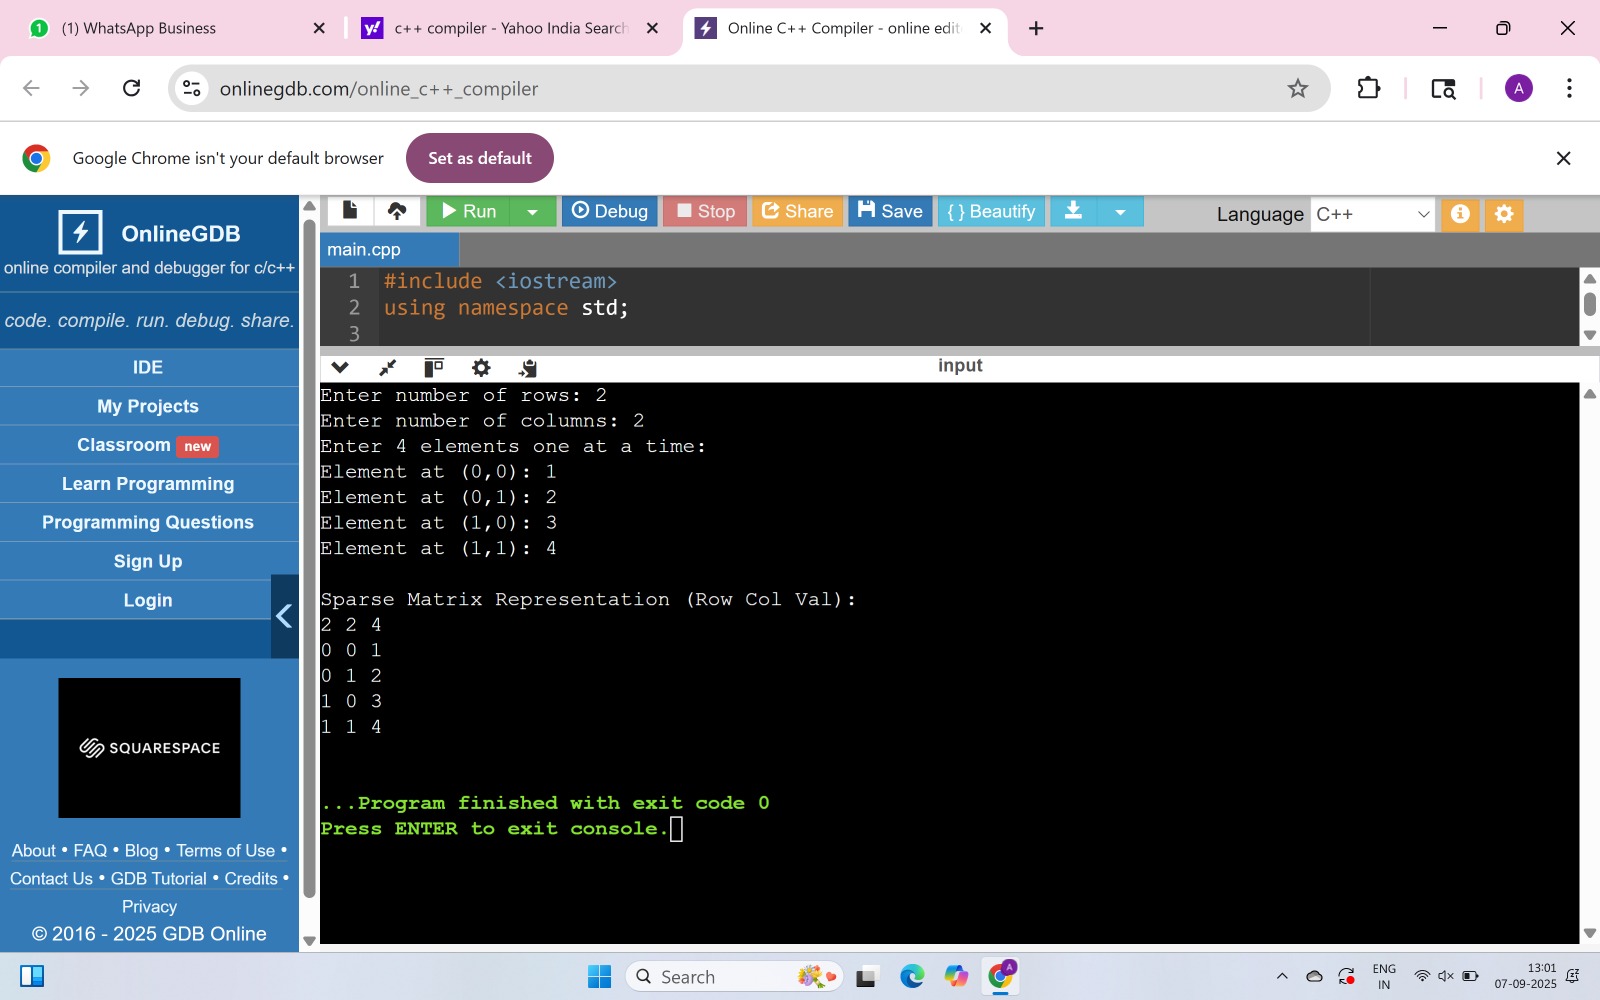 (1) WhatsApp Business
c++ compiler - Yahoo India Search
Online C++ Compiler - online edit
onlinegdb.com/online_c++_compiler
A
Google Chrome isn't your default browser
Set as default
OnlineGDB
online compiler and debugger for c/c++
code. compile. run. debug. share.
IDE
My Projects
Classroom new
Learn Programming
Programming Questions
Sign Up
Login
SQUARESPACE
About • FAQ • Blog • Terms of Use •
Contact Us • GDB Tutorial • Credits •
Privacy
© 2016 - 2025 GDB Online
Run Debug Stop Share Save { } Beautify
Language C++
main.cpp
1 #include <iostream>
2 using namespace std;
3
input
Enter number of rows: 2
Enter number of columns: 2
Enter 4 elements one at a time:
Element at (0,0): 1
Element at (0,1): 2
Element at (1,0): 3
Element at (1,1): 4
Sparse Matrix Representation (Row Col Val):
2 2 4
0 0 1
0 1 2
1 0 3
1 1 4
...Program finished with exit code 0
Press ENTER to exit console.
Search
A
ENG
IN
13:01
07-09-2025